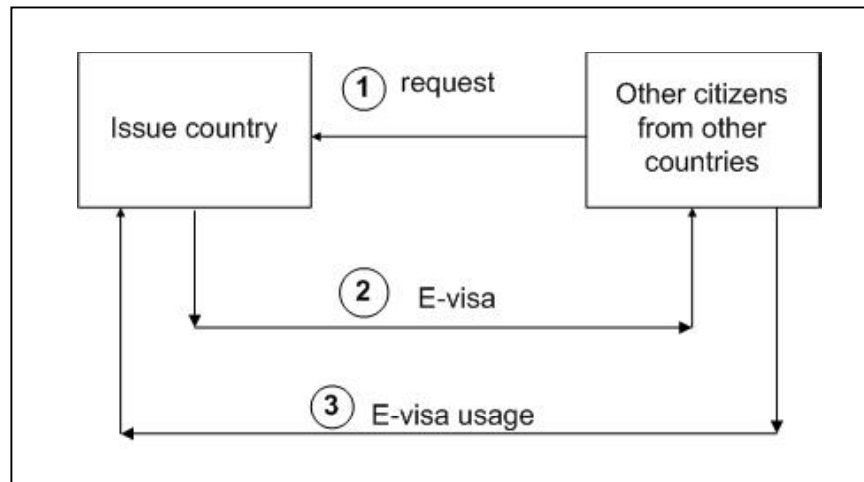 1 request
Issue country
Other citizens
from other
countries
2 E-visa
3 E-visa usage